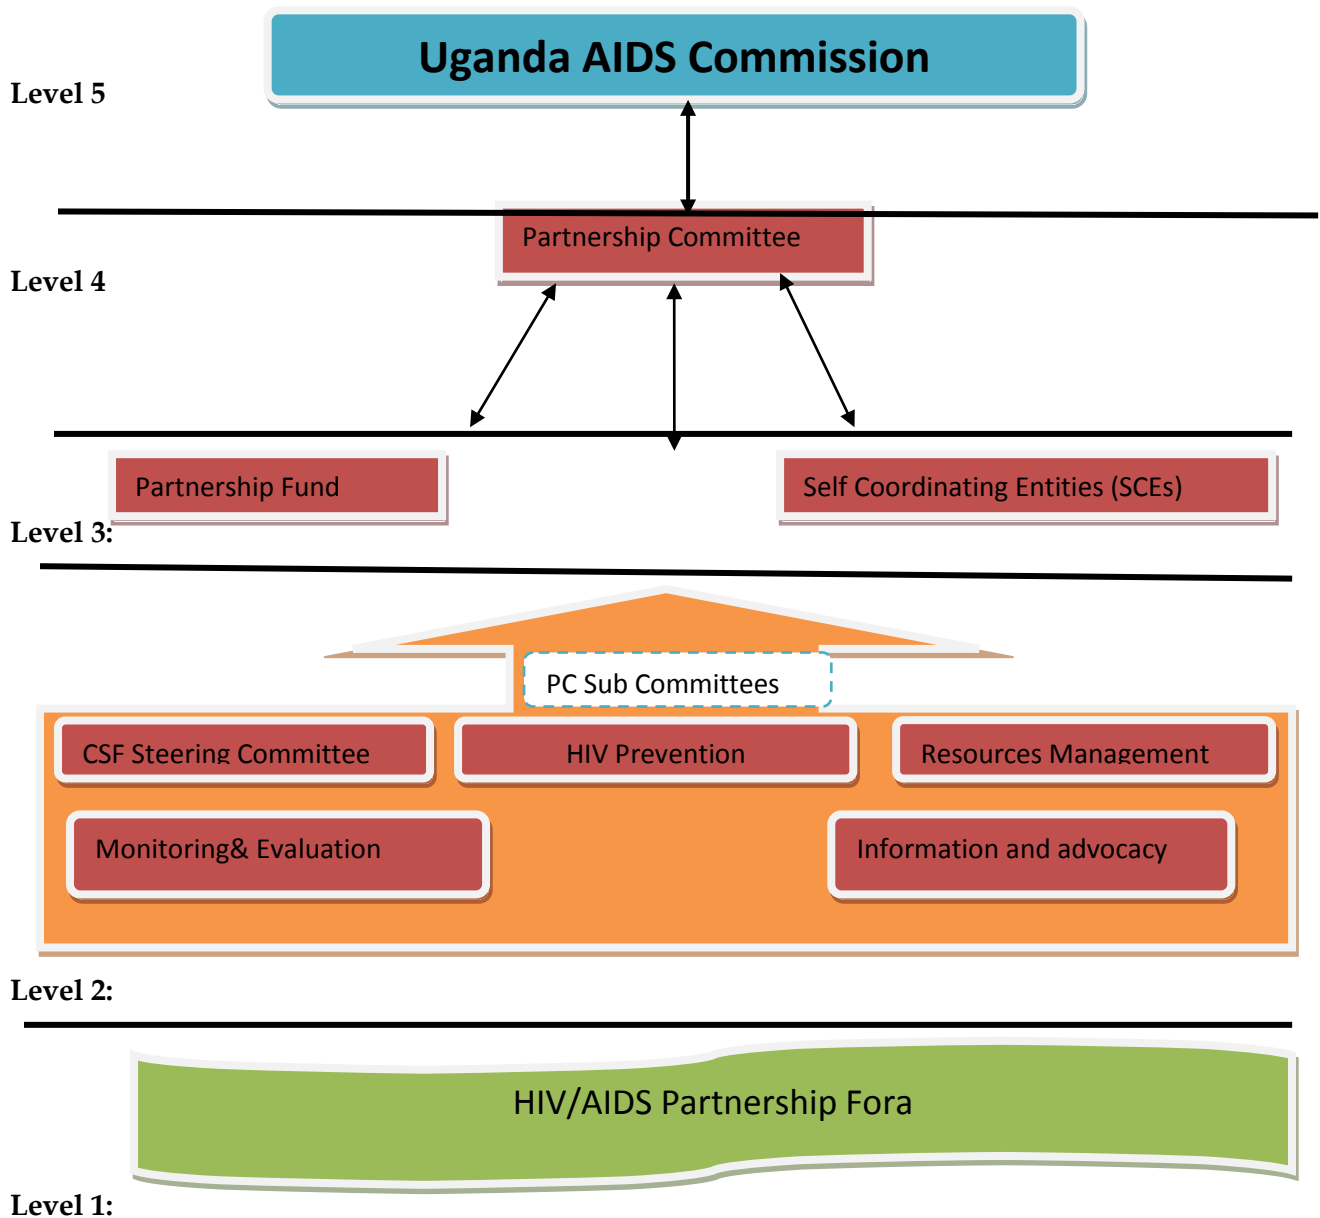 Uganda AIDS Commission
Level 5
Partnership Committee
Level 4
Partnership Fund
Self Coordinating Entities (SCEs)
Level 3:
PC Sub Committees
CSF Steering Committee
HIV Prevention
Resources Management
Monitoring& Evaluation
Information and advocacy
Level 2:
HIV/AIDS Partnership Fora
Level 1: